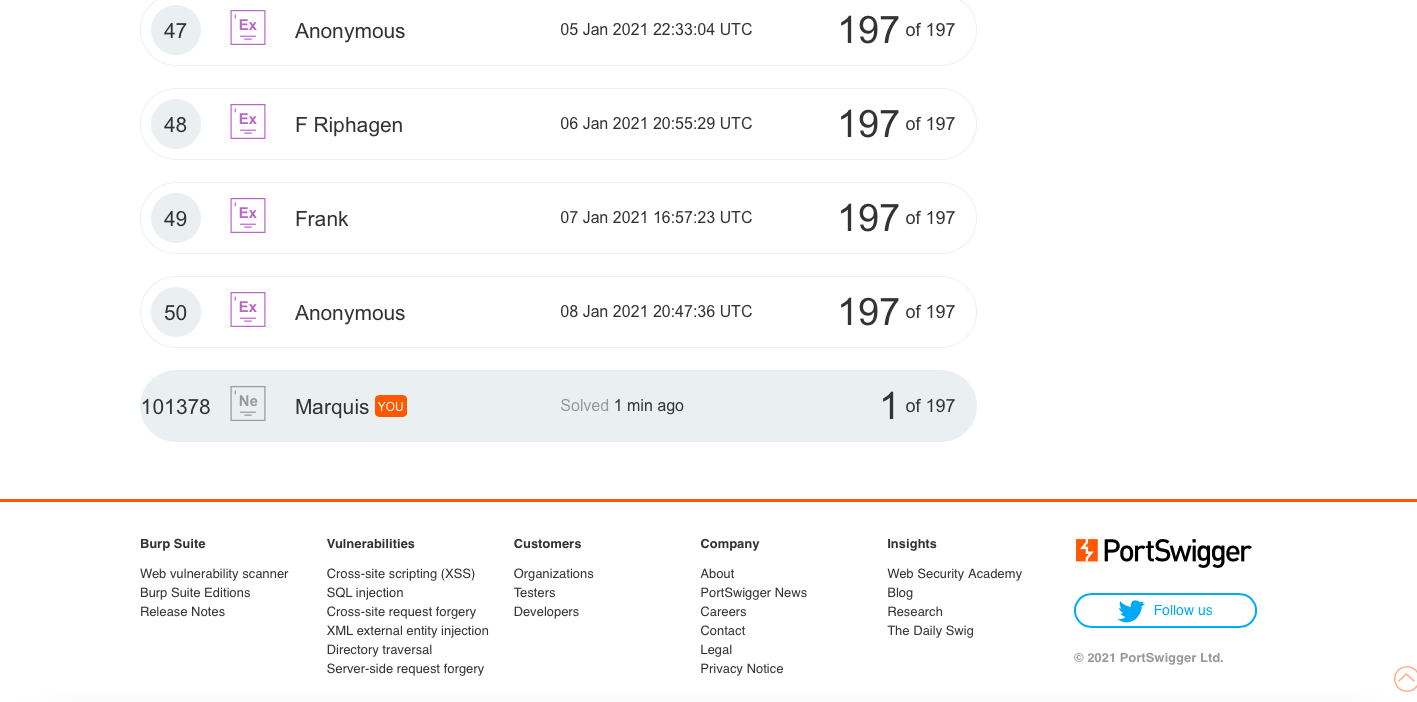 47 Ex Anonymous 05 Jan 2021 22:33:04 UTC 197 of 197
48 Ex F Riphagen 06 Jan 2021 20:55:29 UTC 197 of 197
49 Ex Frank 07 Jan 2021 16:57:23 UTC 197 of 197
50 Ex Anonymous 08 Jan 2021 20:47:36 UTC 197 of 197
101378 Ne Marquis YOU Solved 1 min ago 1 of 197
Burp Suite
Web vulnerability scanner
Burp Suite Editions
Release Notes
Vulnerabilities
Cross-site scripting (XSS)
SQL injection
Cross-site request forgery
XML external entity injection
Directory traversal
Server-side request forgery
Customers
Organizations
Testers
Developers
Company
About
PortSwigger News
Careers
Contact
Legal
Privacy Notice
Insights
Web Security Academy
Blog
Research
The Daily Swig
PortSwigger
Follow us
© 2021 PortSwigger Ltd.